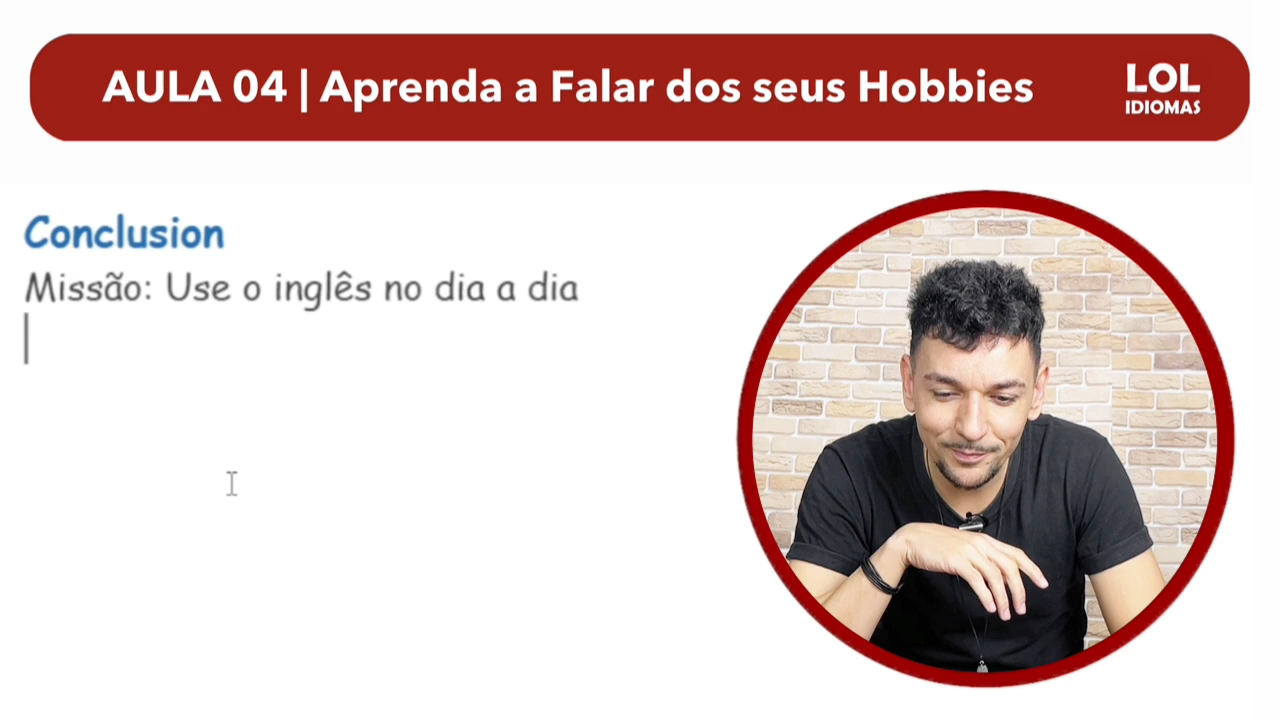 AULA 04 | Aprenda a Falar dos seus Hobbies
LOL
IDIOMAS
Conclusion
Missão: Use o inglês no dia a dia